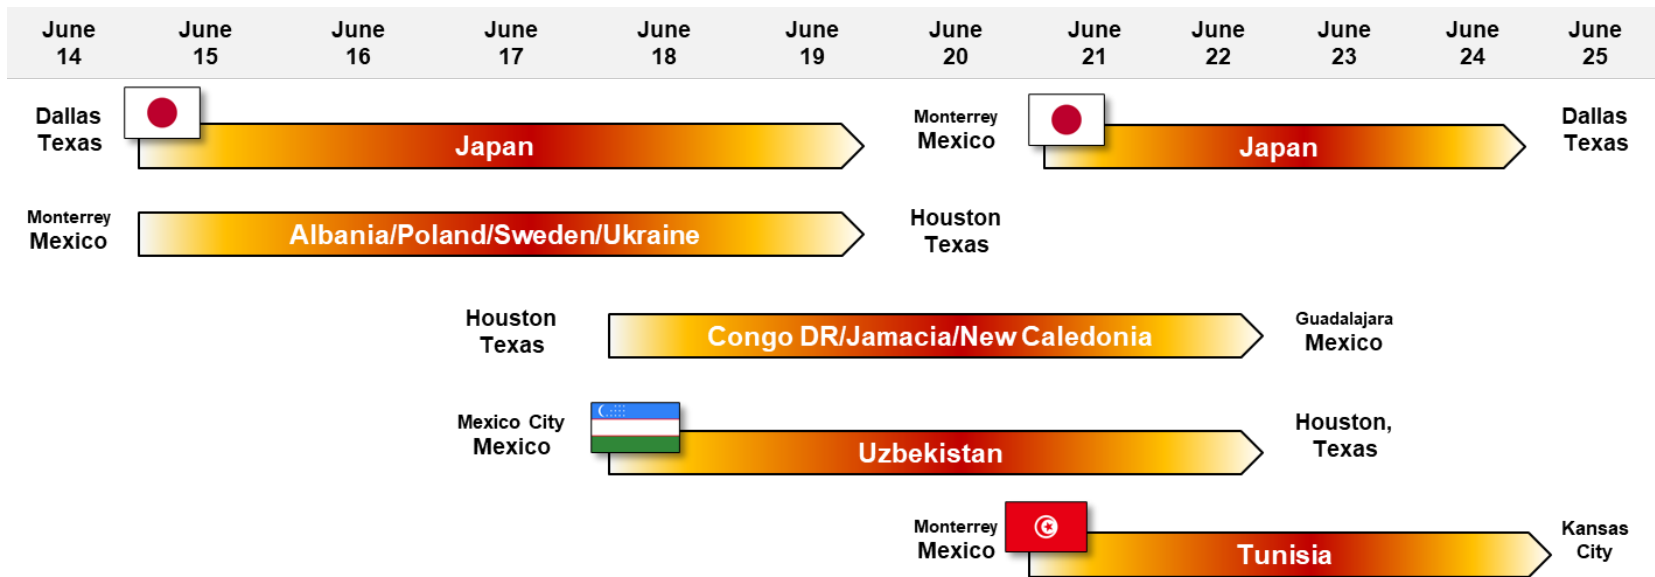 June June June June June June June June June June June June
14 15 16 17 18 19 20 21 22 23 24 25
Dallas
Texas
Japan
Monterrey
Mexico
Japan
Dallas
Texas
Monterrey
Mexico
Albania/Poland/Sweden/Ukraine
Houston
Texas
Houston
Texas
Congo DR/Jamacia/New Caledonia
Guadalajara
Mexico
Mexico City
Mexico
Uzbekistan
Houston,
Texas
Monterrey
Mexico
Tunisia
Kansas
City